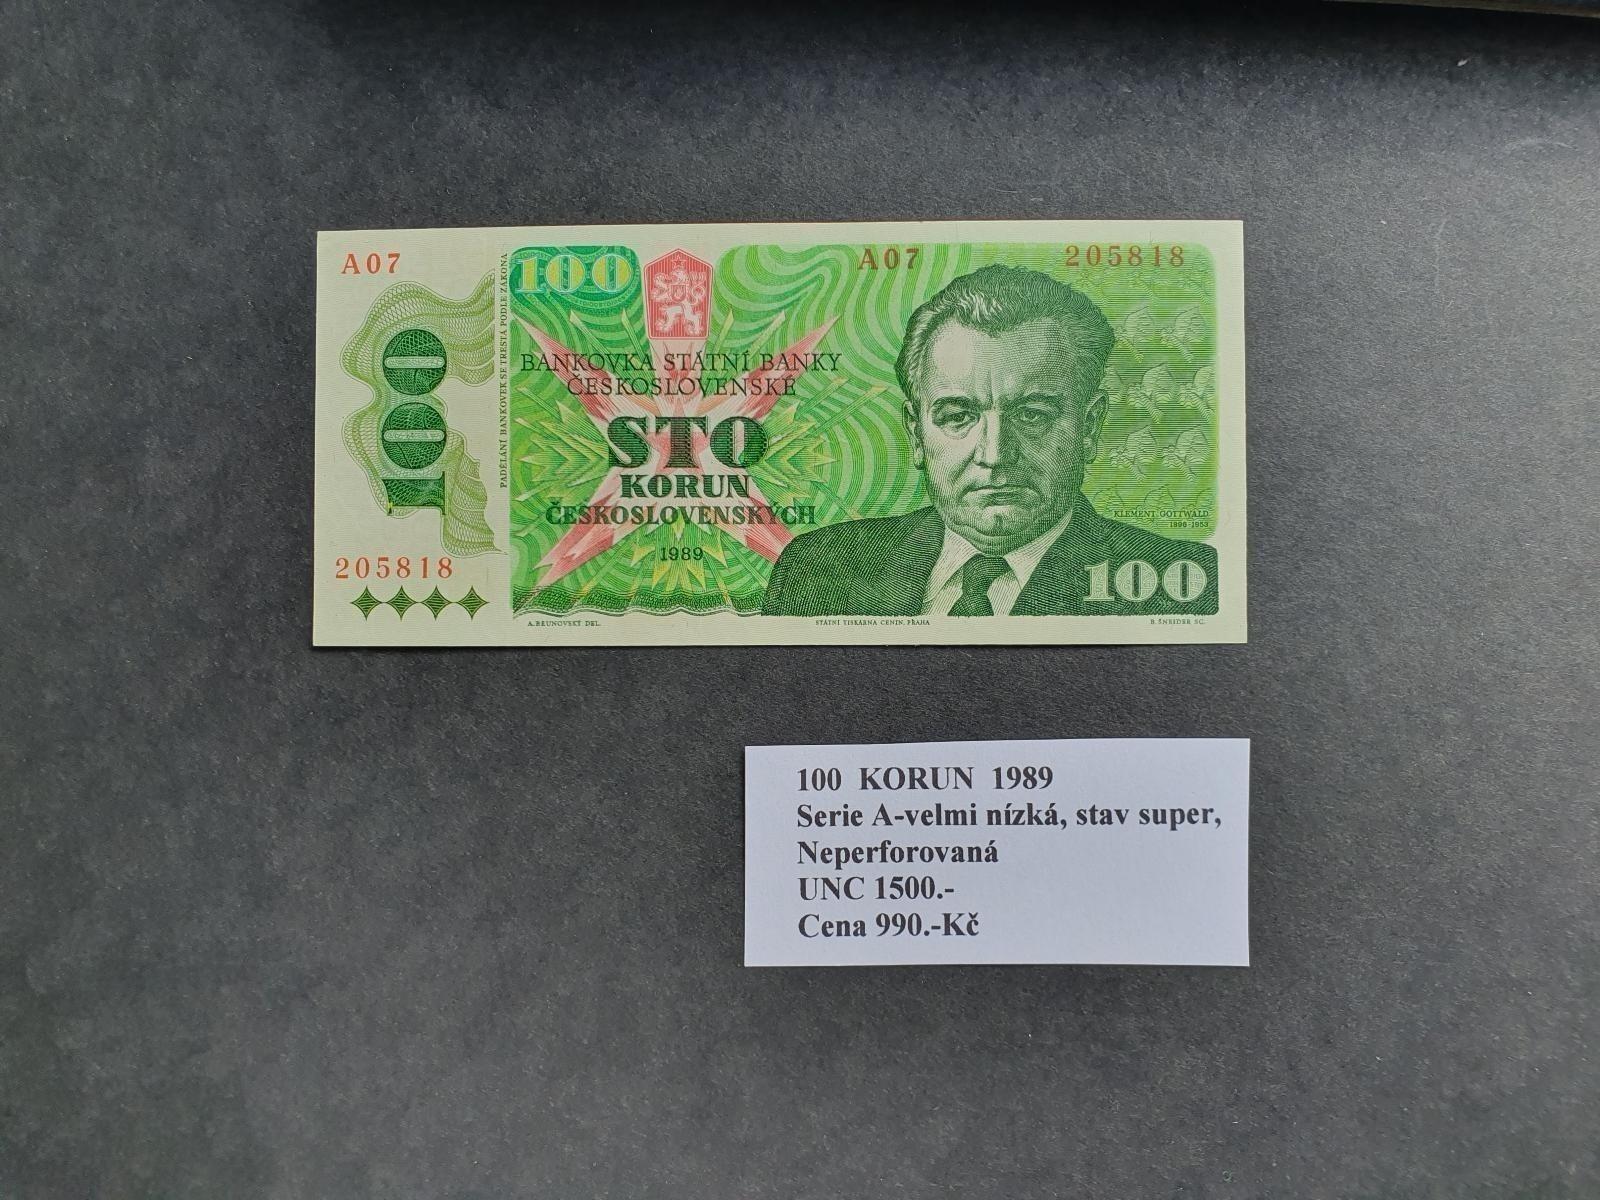 A07
100
A07
205818
PADĚLÁNÍ BANKOVEK SE TRESTÁ PODLE ZÁKONA
100
BANKOVKA STÁTNÍ BANKY
ČESKOSLOVENSKÉ
STO
KORUN
ČESKOSLOVENSKÝCH
1989
KLEMENT GOTTWALD
1896-1953
205818
100
A. BRUNOVSKÝ DEL.
STÁTNÍ TISKÁRNA CENIN, PRAHA
B. ŠNEIDER SC.
100 KORUN 1989
Serie A-velmi nízká, stav super,
Neperforovaná
UNC 1500.-
Cena 990.-Kč